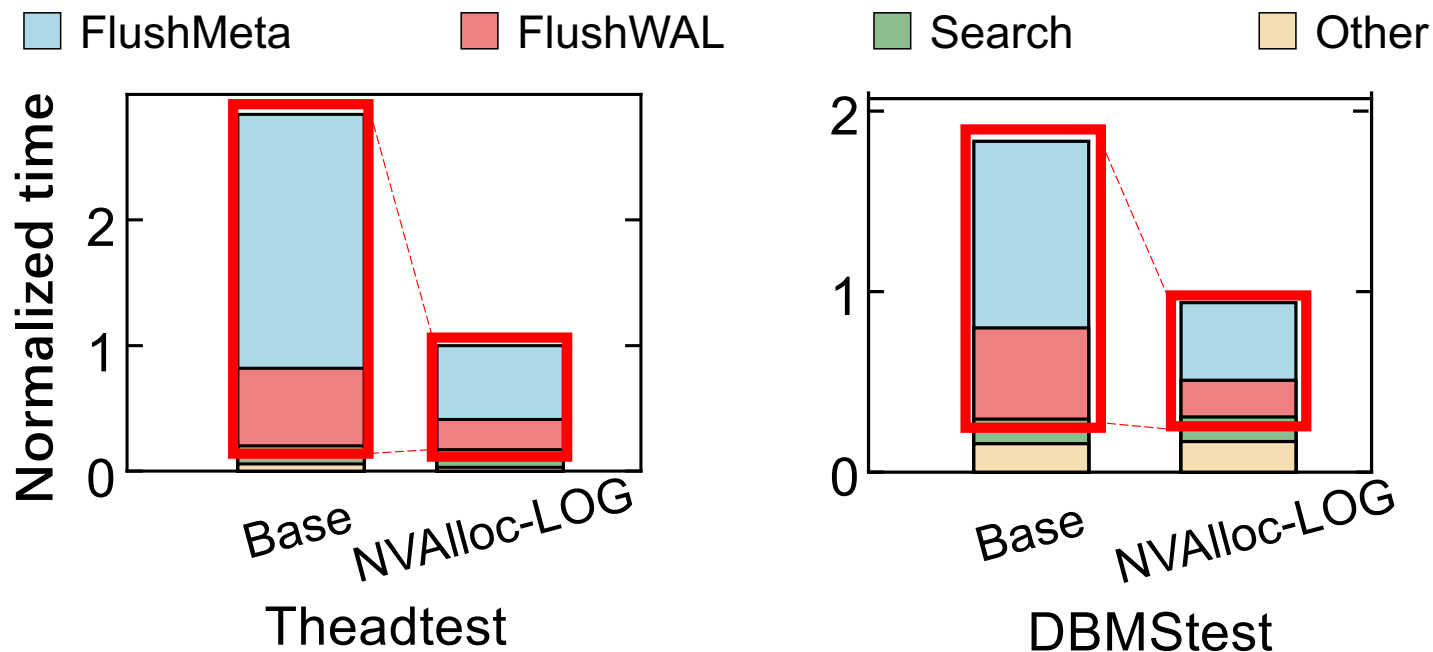 FlushMeta FlushWAL Search Other
Normalized time
2
1
0
Base NVAlloc-LOG
Theadtest
2
1
0
Base NVAlloc-LOG
DBMStest